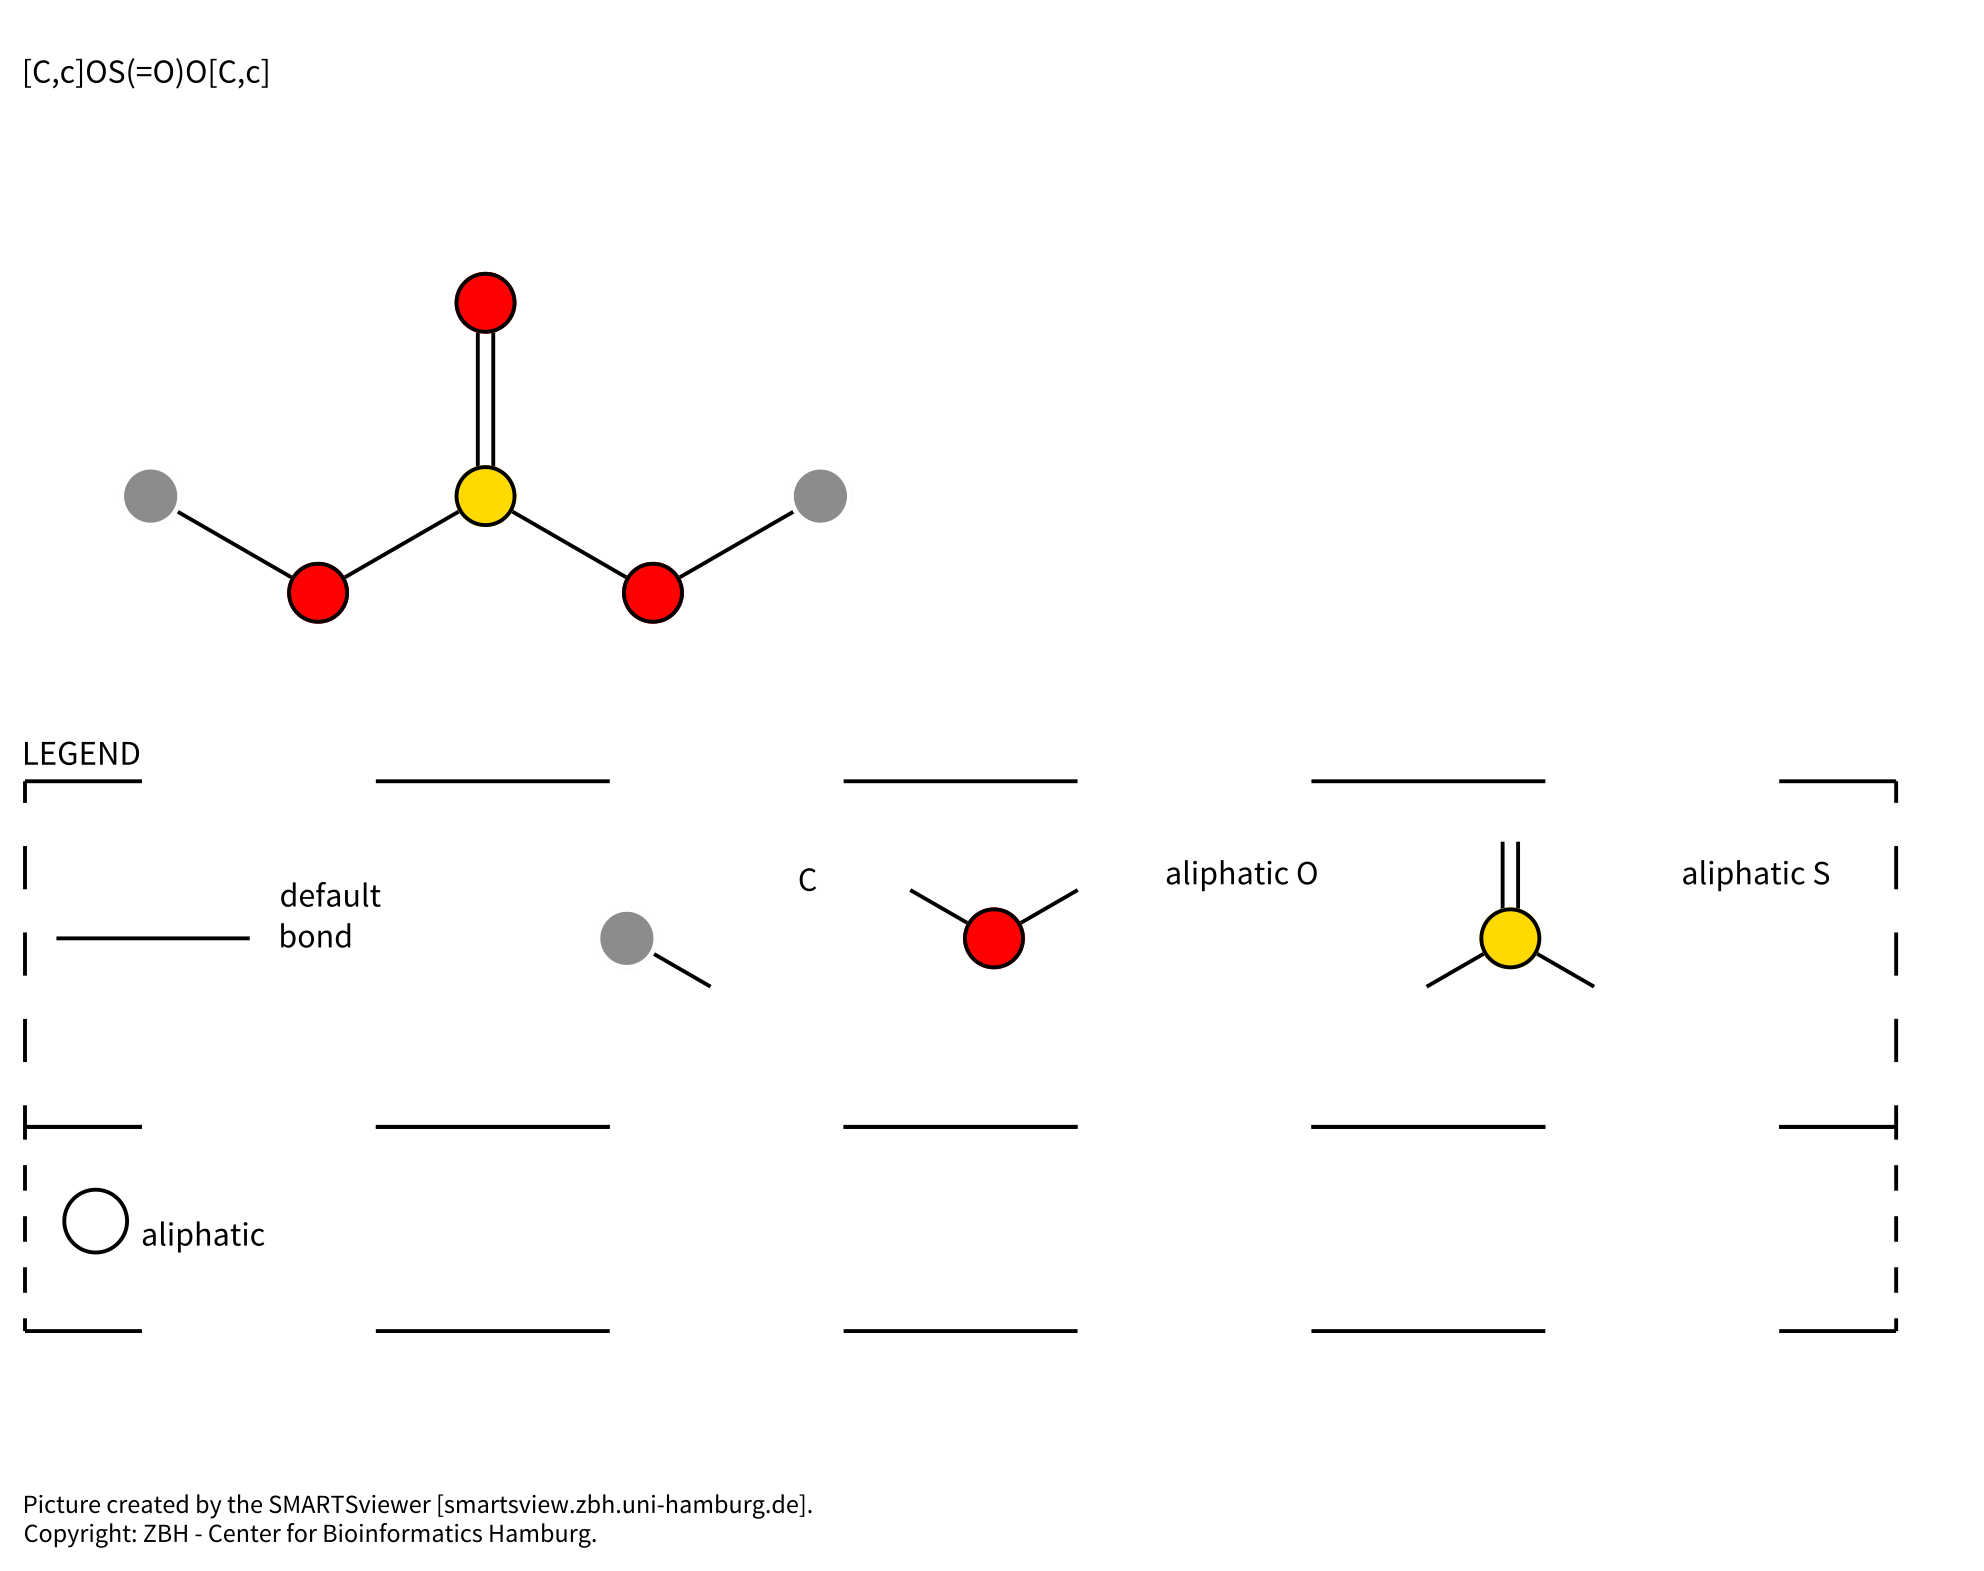 [C,c]OS(=O)O[C,c]
LEGEND
default
bond
C
aliphatic O
aliphatic S
aliphatic
Picture created by the SMARTSviewer [smartsview.zbh.uni-hamburg.de].
Copyright: ZBH - Center for Bioinformatics Hamburg.